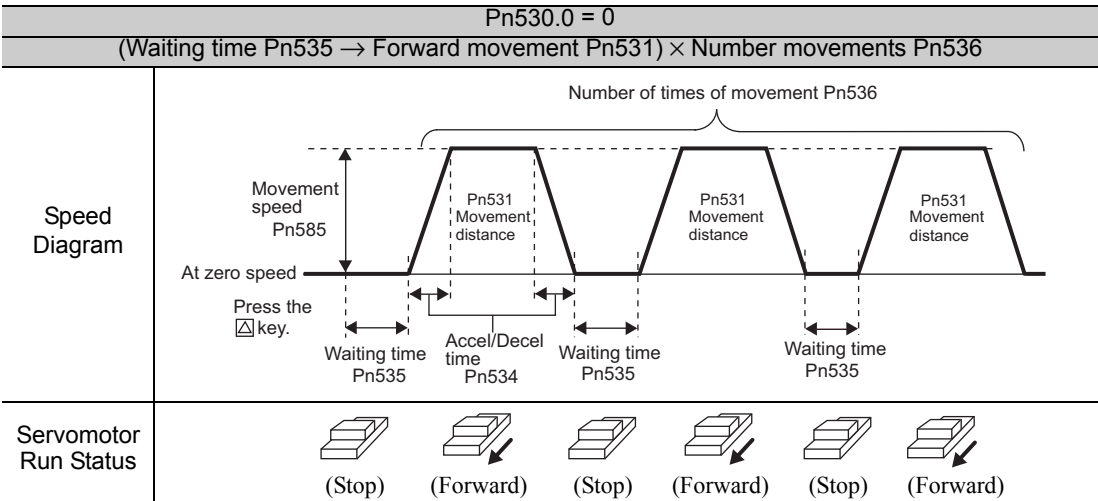 Pn530.0 = 0
(Waiting time Pn535 → Forward movement Pn531) × Number movements Pn536
Speed
Diagram
Number of times of movement Pn536
Movement
speed
Pn585
Pn531
Movement
distance
Pn531
Movement
distance
Pn531
Movement
distance
At zero speed
Press the
△ key.
Waiting time
Pn535
Accel/Decel
time
Pn534
Waiting time
Pn535
Waiting time
Pn535
Servomotor
Run Status
(Stop) (Forward) (Stop) (Forward) (Stop) (Forward)